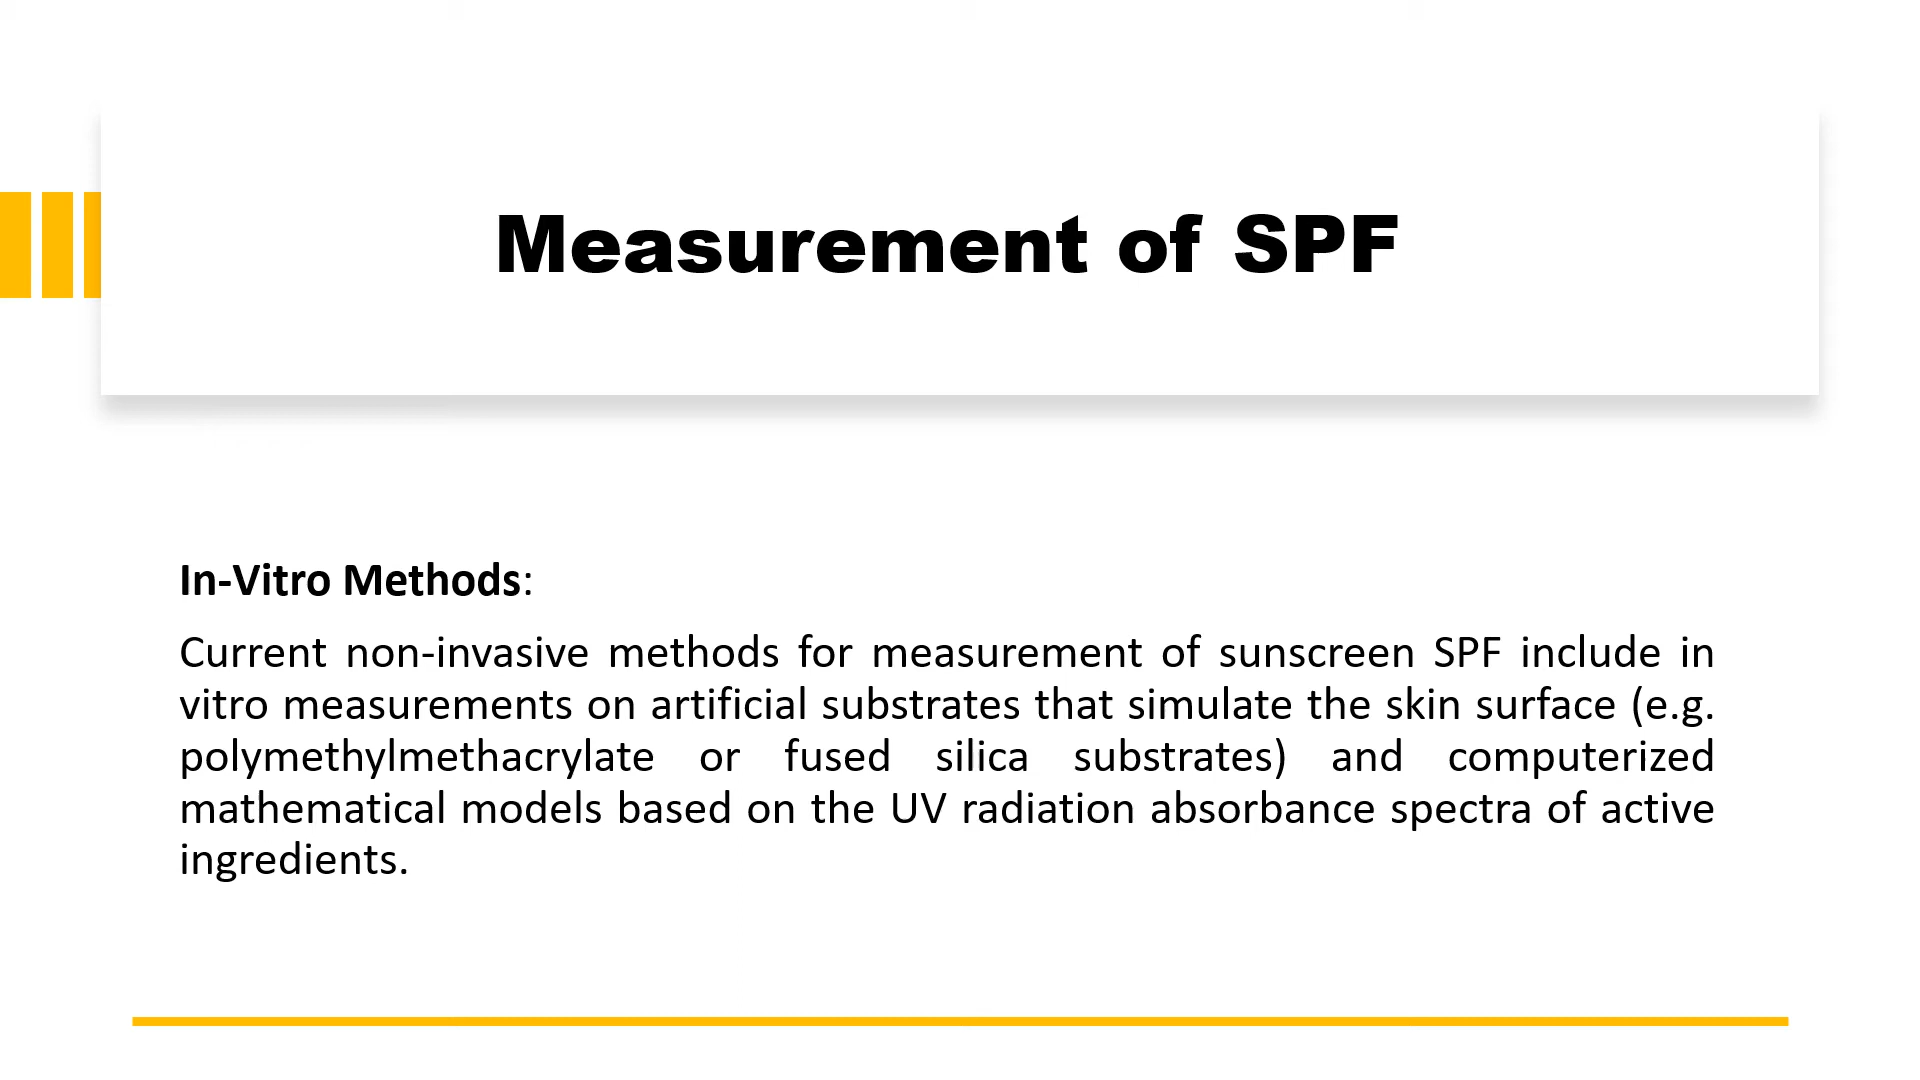 Measurement of SPF
In-Vitro Methods:
Current non-invasive methods for measurement of sunscreen SPF include in
vitro measurements on artificial substrates that simulate the skin surface (e.g.
polymethylmethacrylate or fused silica substrates) and computerized
mathematical models based on the UV radiation absorbance spectra of active
ingredients.